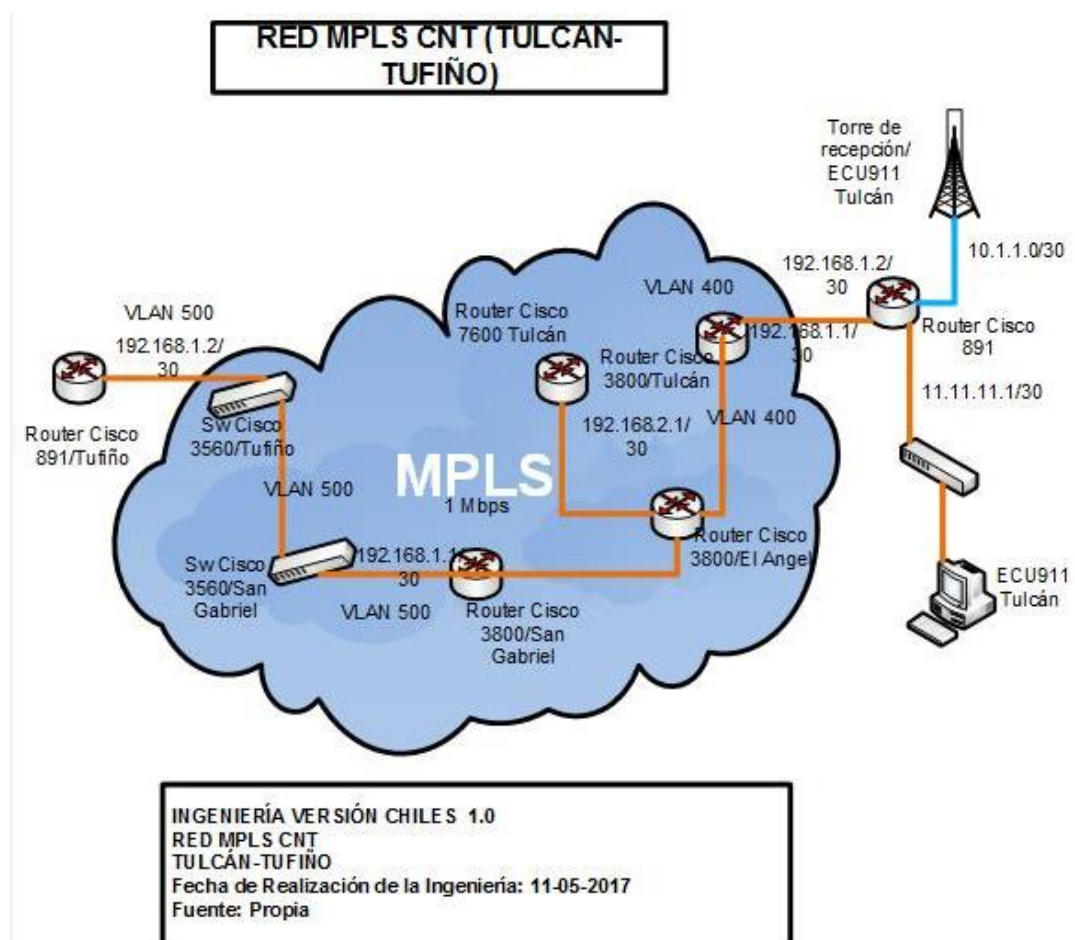 RED MPLS CNT (TULCAN-
TUFIÑO)
Torre de
recepción/
ECU911
Tulcán
10.1.1.0/30
192.168.1.2/
30
VLAN 400
Router Cisco
891
192.168.1.1/
30
Router Cisco
7600 Tulcán
Router Cisco
3800/Tulcán
VLAN 500
192.168.1.2/
30
Router Cisco
891/Tufiño
Sw Cisco
3560/Tufiño
11.11.11.1/30
192.168.2.1/
30
VLAN 400
MPLS
1 Mbps
VLAN 500
Router Cisco
3800/El Angel
Sw Cisco
3560/San
Gabriel
192.168.1.1
30
VLAN 500
Router Cisco
3800/San
Gabriel
ECU911
Tulcán
INGENIERÍA VERSIÓN CHILES 1.0
RED MPLS CNT
TULCÁN-TUFIÑO
Fecha de Realización de la Ingeniería: 11-05-2017
Fuente: Propia